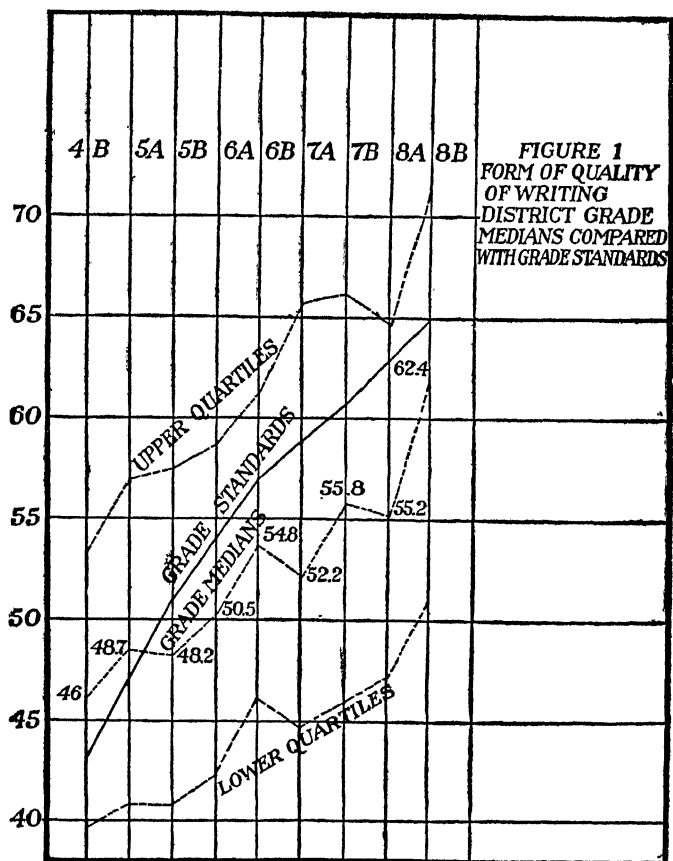 4 B 5A 5B 6A 6B 7A 7B 8A 8B
FIGURE 1
FORM OF QUALITY
OF WRITING
DISTRICT GRADE
MEDIANS COMPARED
WITH GRADE STANDARDS
70
65
60
55
50
45
40
UPPER QUARTILES
GRADE STANDARDS
GRADE MEDIANS
LOWER QUARTILES
46
48.7
48.2
50.5
54.8
52.2
55.8
55.2
62.4